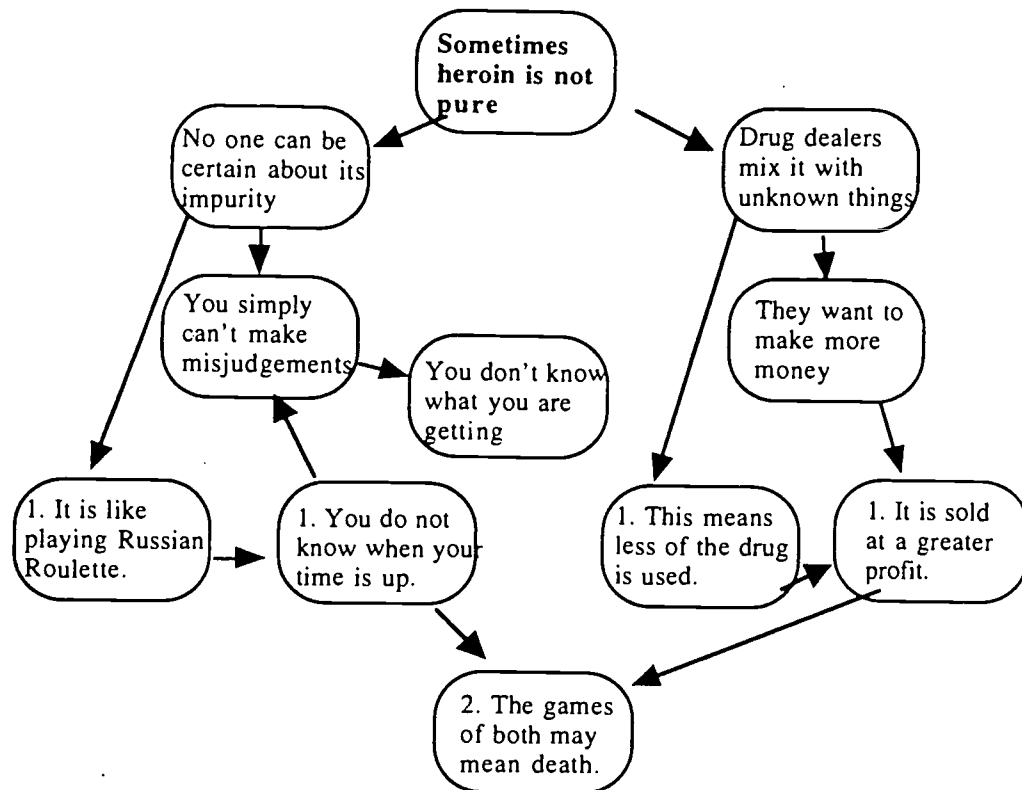 Sometimes
heroin is not
pure
No one can be
certain about its
impurity
Drug dealers
mix it with
unknown things
You simply
can't make
misjudgements
They want to
make more
money
You don't know
what you are
getting
1. It is like
playing Russian
Roulette.
1. You do not
know when your
time is up.
1. This means
less of the drug
is used.
1. It is sold
at a greater
profit.
2. The games
of both may
mean death.